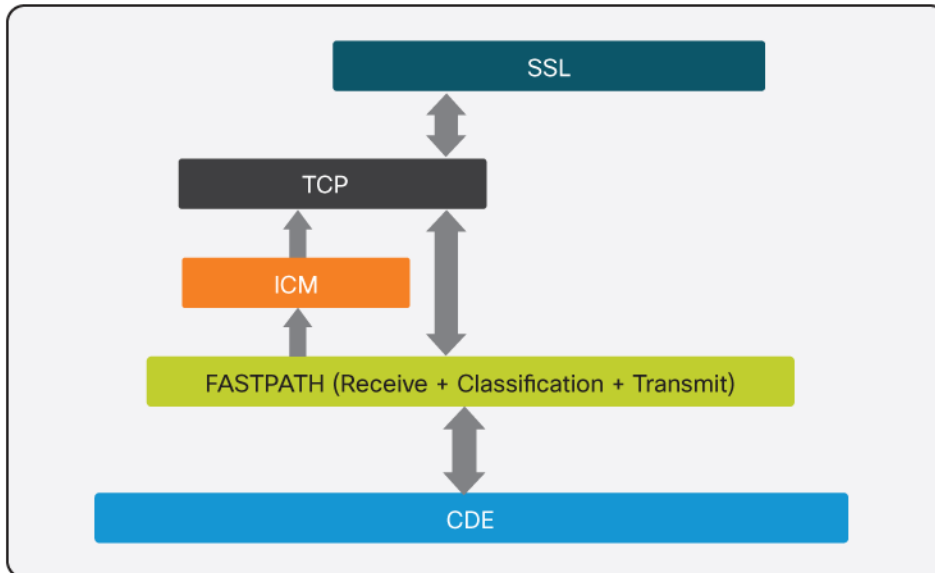 SSL
TCP
ICM
FASTPATH (Receive + Classification + Transmit)
CDE